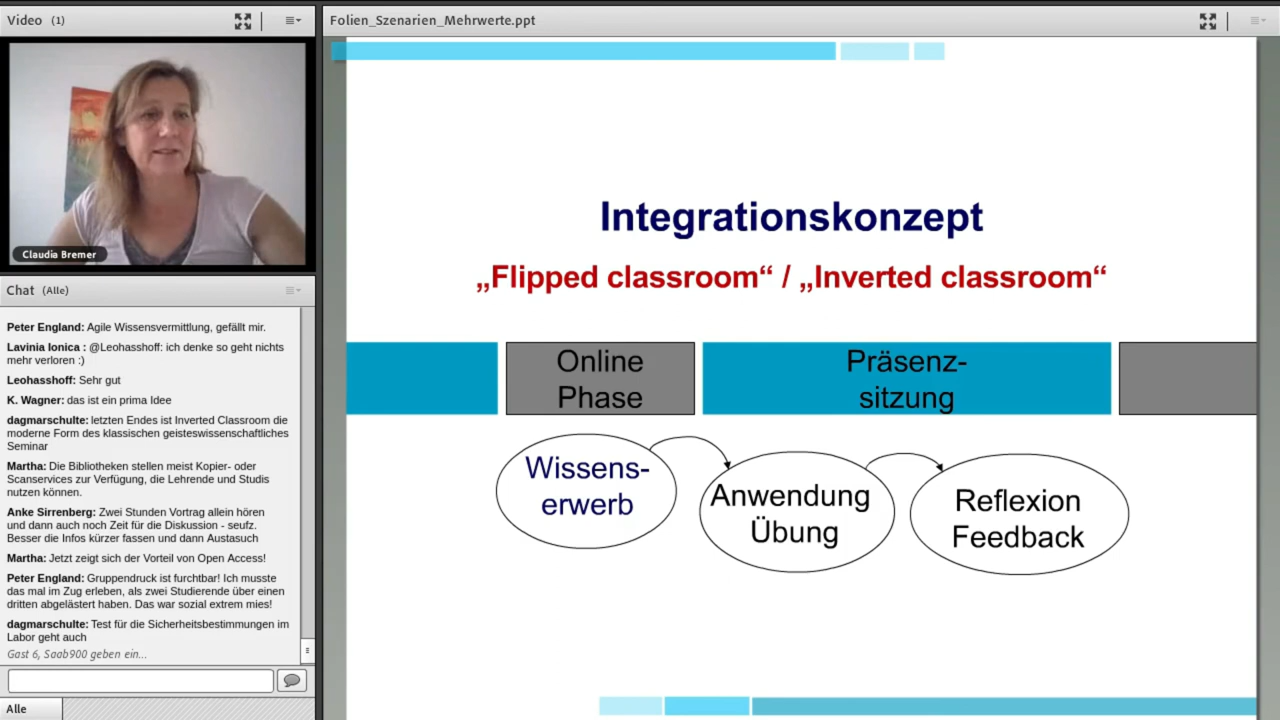 Video (1)
Claudia Bremer
Chat (Alle)
Peter England: Agile Wissensvermittlung, gefällt mir.
Lavinia Ionica : @Leohasshoff: ich denke so geht nichts
mehr verloren :)
Leohasshoff: Sehr gut
K. Wagner: das ist ein prima Idee
dagmarschulte: letzten Endes ist Inverted Classroom die
moderne Form des klassischen geisteswissenschaftliches
Seminar
Martha: Die Bibliotheken stellen meist Kopier- oder
Scanservices zur Verfügung, die Lehrende und Studis
nutzen können.
Anke Sirrenberg: Zwei Stunden Vortrag allein hören
und dann auch noch Zeit für die Diskussion - seufz.
Besser die Infos kürzer fassen und dann Austasuch
Martha: Jetzt zeigt sich der Vorteil von Open Access!
Peter England: Gruppendruck ist furchtbar! Ich musste
das mal im Zug erleben, als zwei Studierende über einen
dritten abgelästert haben. Das war sozial extrem mies!
dagmarschulte: Test für die Sicherheitsbestimmungen im
Labor geht auch
Gast 6, Saab900 geben ein...
Alle
Folien_Szenarien_Mehrwerte.ppt
Integrationskonzept
„Flipped classroom“ / „Inverted classroom“
Online
Phase
Präsenz-
sitzung
Wissens-
erwerb
Anwendung
Übung
Reflexion
Feedback